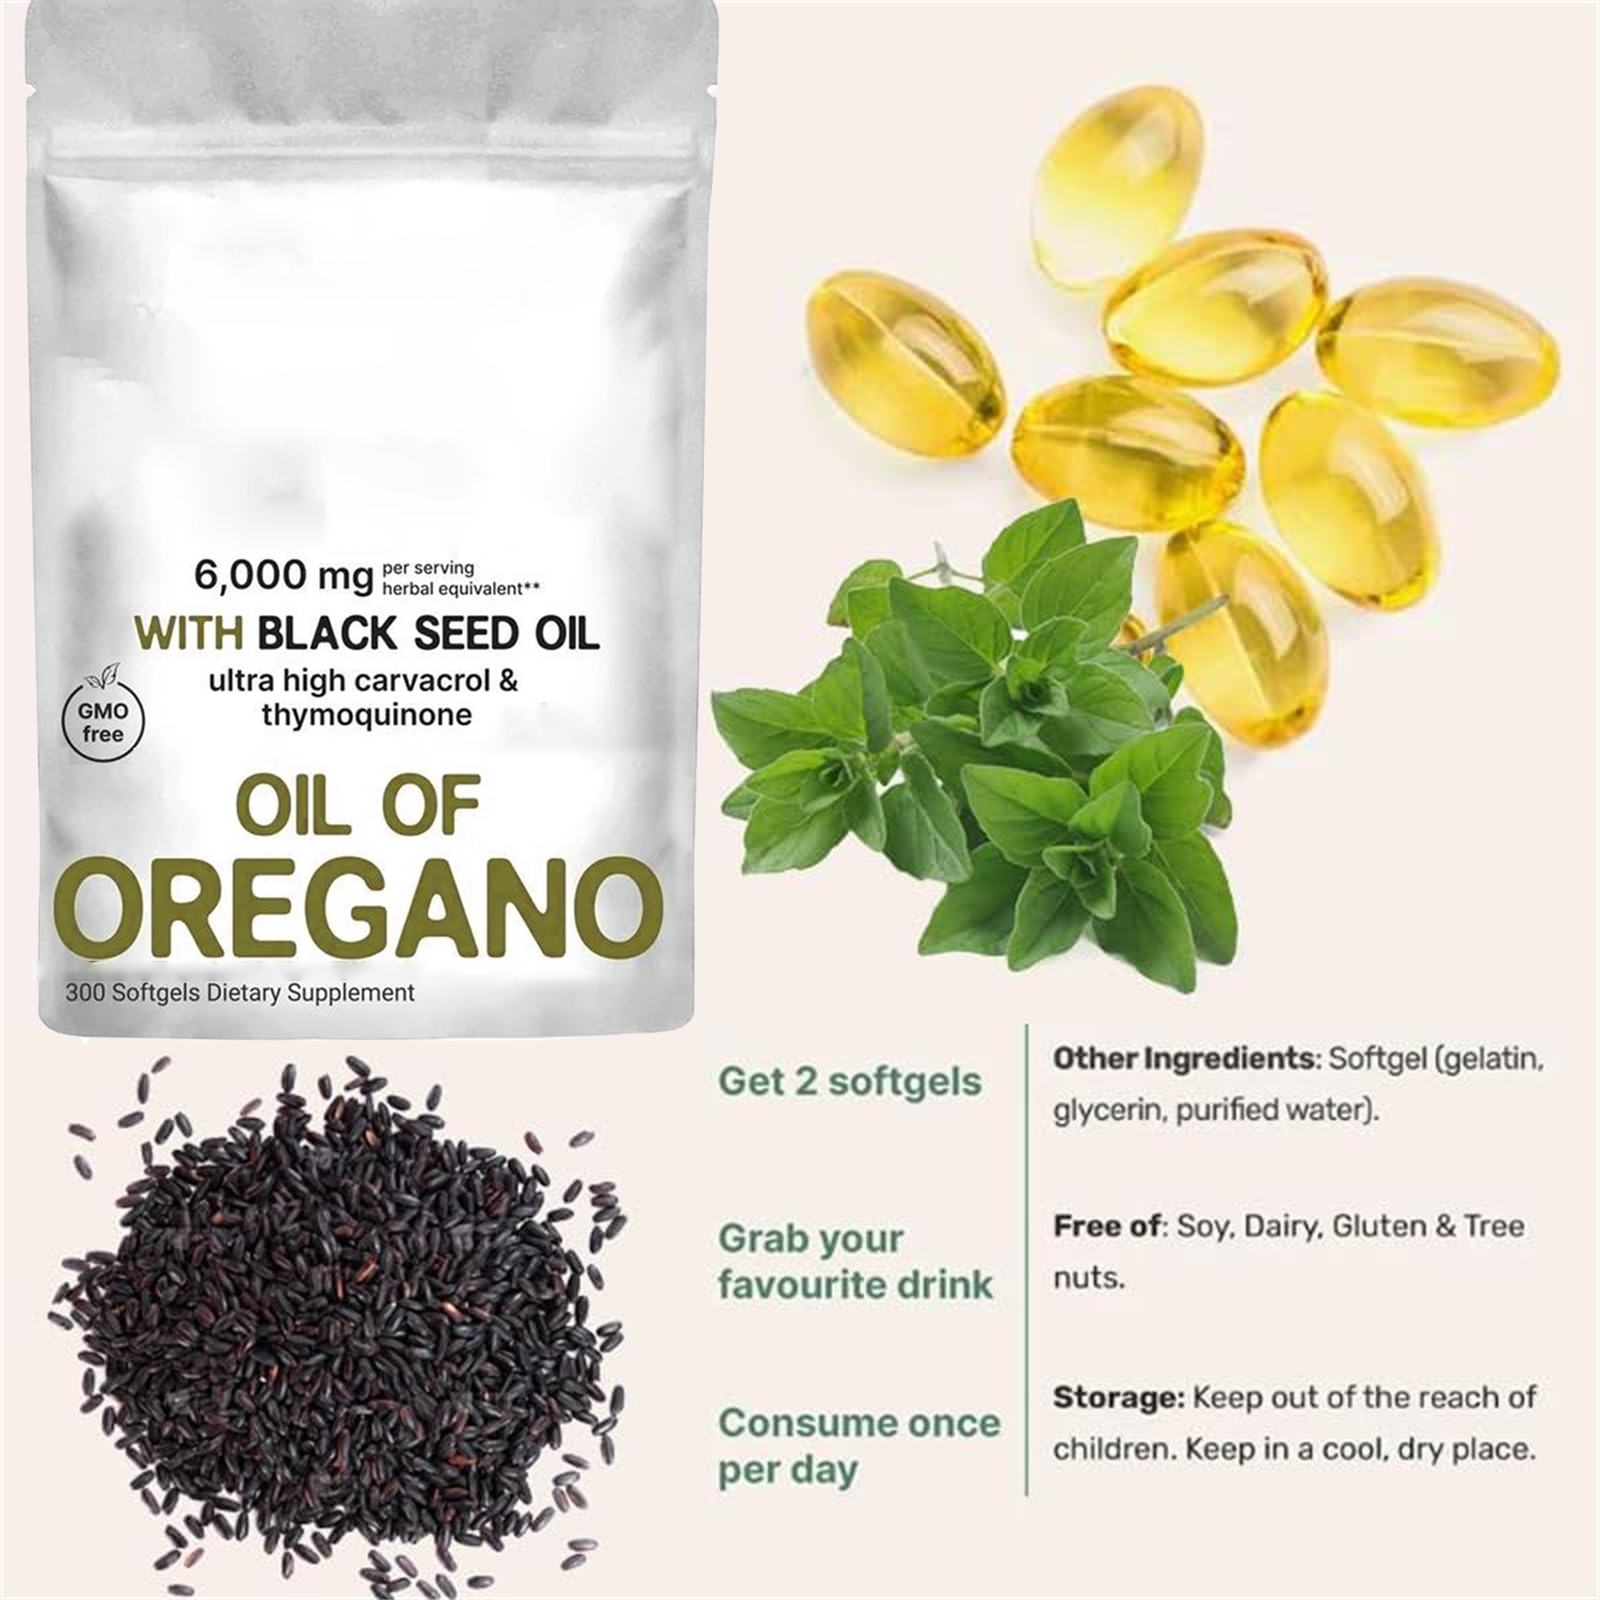 6,000 mg per serving
herbal equivalent**
WITH BLACK SEED OIL
ultra high carvacrol &
thymoquinone
GMO
free
OIL OF
OREGANO
300 Softgels Dietary Supplement
Get 2 softgels
Grab your
favourite drink
Consume once
per day
Other Ingredients: Softgel (gelatin,
glycerin, purified water).
Free of: Soy, Dairy, Gluten & Tree
nuts.
Storage: Keep out of the reach of
children. Keep in a cool, dry place.